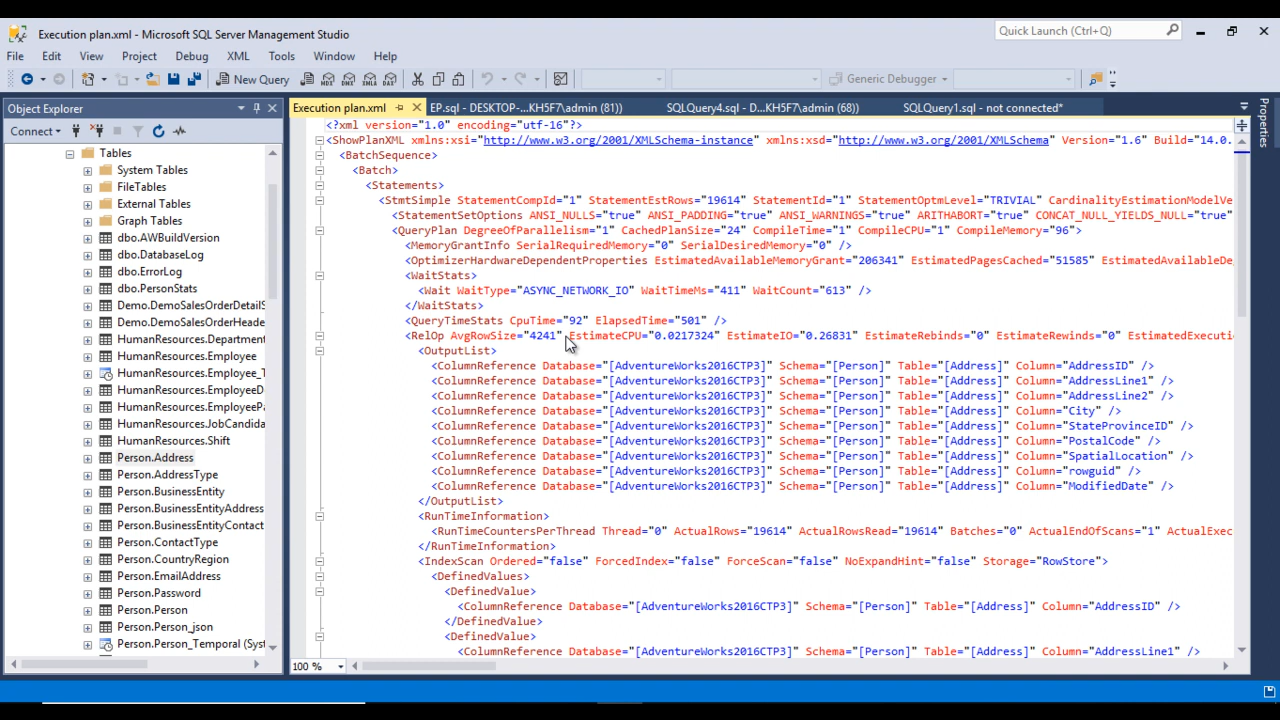 Execution plan.xml - Microsoft SQL Server Management Studio
Quick Launch (Ctrl+Q)
File Edit View Project Debug XML Tools Window Help
New Query
MDX DMX XMLA DAX
Generic Debugger
Object Explorer
Connect
Tables
System Tables
FileTables
External Tables
Graph Tables
dbo.AWBuildVersion
dbo.DatabaseLog
dbo.ErrorLog
dbo.PersonStats
Demo.DemoSalesOrderDetailS
Demo.DemoSalesOrderHeade
HumanResources.Department
HumanResources.Employee
HumanResources.Employee_T
HumanResources.EmployeeD
HumanResources.EmployeePa
HumanResources.JobCandida
HumanResources.Shift
Person.Address
Person.AddressType
Person.BusinessEntity
Person.BusinessEntityAddress
Person.BusinessEntityContact
Person.ContactType
Person.CountryRegion
Person.EmailAddress
Person.Password
Person.Person
Person.Person_json
Person.Person_Temporal (Syst
Execution plan.xml
EP.sql - DESKTOP-...KH5F7\admin (81))
SQLQuery4.sql - D...KH5F7\admin (68))
SQLQuery1.sql - not connected*
<?xml version="1.0" encoding="utf-16"?>
<ShowPlanXML xmlns:xsi="http://www.w3.org/2001/XMLSchema-instance" xmlns:xsd="http://www.w3.org/2001/XMLSchema" Version="1.6" Build="14.0.
<BatchSequence>
<Batch>
<Statements>
<StmtSimple StatementCompId="1" StatementEstRows="19614" StatementId="1" StatementOptmLevel="TRIVIAL" CardinalityEstimationModelVe
<StatementSetOptions ANSI_NULLS="true" ANSI_PADDING="true" ANSI_WARNINGS="true" ARITHABORT="true" CONCAT_NULL_YIELDS_NULL="true"
<QueryPlan DegreeOfParallelism="1" CachedPlanSize="24" CompileTime="1" CompileCPU="1" CompileMemory="96">
<MemoryGrantInfo SerialRequiredMemory="0" SerialDesiredMemory="0" />
<OptimizerHardwareDependentProperties EstimatedAvailableMemoryGrant="206341" EstimatedPagesCached="51585" EstimatedAvailableDe
<WaitStats>
<Wait WaitType="ASYNC_NETWORK_IO" WaitTimeMs="411" WaitCount="613" />
</WaitStats>
<QueryTimeStats CpuTime="92" ElapsedTime="501" />
<RelOp AvgRowSize="4241" EstimateCPU="0.0217324" EstimateIO="0.26831" EstimateRebinds="0" EstimateRewinds="0" EstimatedExecuti
<OutputList>
<ColumnReference Database="[AdventureWorks2016CTP3]" Schema="[Person]" Table="[Address]" Column="AddressID" />
<ColumnReference Database="[AdventureWorks2016CTP3]" Schema="[Person]" Table="[Address]" Column="AddressLine1" />
<ColumnReference Database="[AdventureWorks2016CTP3]" Schema="[Person]" Table="[Address]" Column="AddressLine2" />
<ColumnReference Database="[AdventureWorks2016CTP3]" Schema="[Person]" Table="[Address]" Column="City" />
<ColumnReference Database="[AdventureWorks2016CTP3]" Schema="[Person]" Table="[Address]" Column="StateProvinceID" />
<ColumnReference Database="[AdventureWorks2016CTP3]" Schema="[Person]" Table="[Address]" Column="PostalCode" />
<ColumnReference Database="[AdventureWorks2016CTP3]" Schema="[Person]" Table="[Address]" Column="SpatialLocation" />
<ColumnReference Database="[AdventureWorks2016CTP3]" Schema="[Person]" Table="[Address]" Column="rowguid" />
<ColumnReference Database="[AdventureWorks2016CTP3]" Schema="[Person]" Table="[Address]" Column="ModifiedDate" />
</OutputList>
<RunTimeInformation>
<RunTimeCountersPerThread Thread="0" ActualRows="19614" ActualRowsRead="19614" Batches="0" ActualEndOfScans="1" ActualExec
</RunTimeInformation>
<IndexScan Ordered="false" ForcedIndex="false" ForceScan="false" NoExpandHint="false" Storage="RowStore">
<DefinedValues>
<DefinedValue>
<ColumnReference Database="[AdventureWorks2016CTP3]" Schema="[Person]" Table="[Address]" Column="AddressID" />
</DefinedValue>
<DefinedValue>
<ColumnReference Database="[AdventureWorks2016CTP3]" Schema="[Person]" Table="[Address]" Column="AddressLine1" />
100 %
Properties